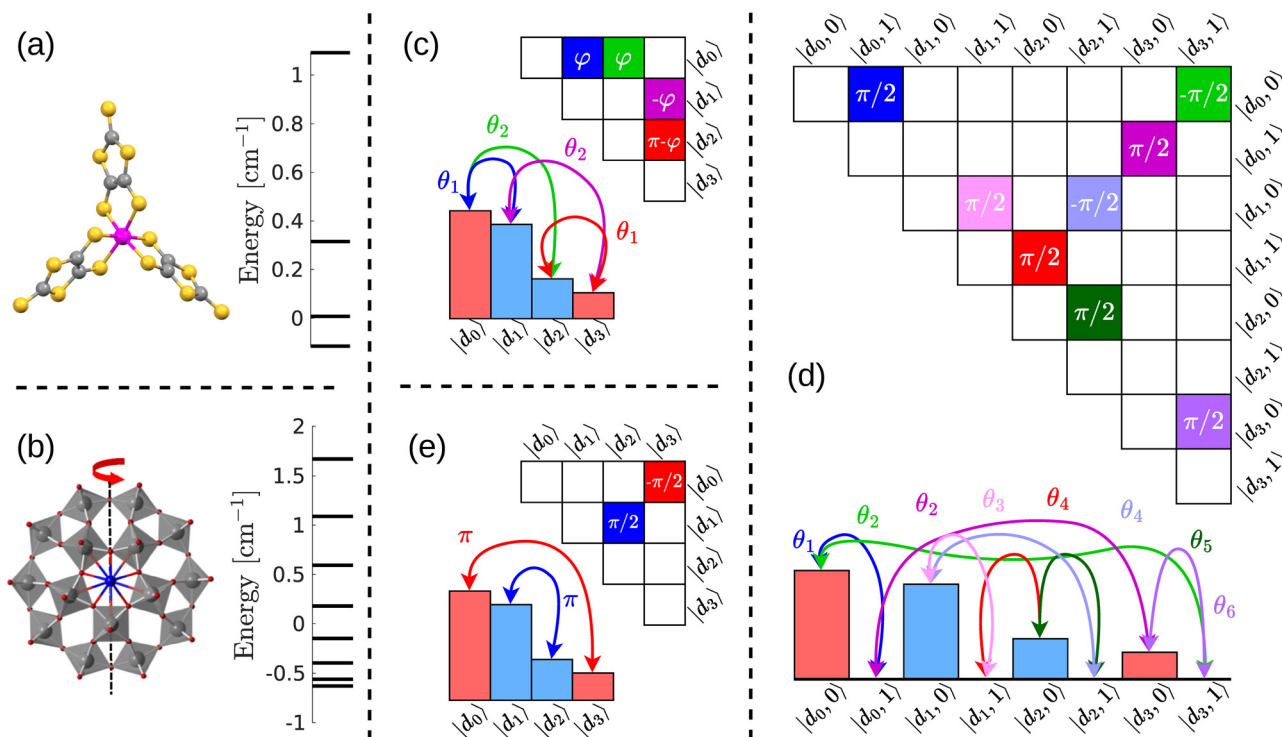 (a)
Energy [cm⁻¹]
1
0.8
0.6
0.4
0.2
0
(b)
Energy [cm⁻¹]
2
1.5
1
0.5
0
-0.5
-1
(c)
φ φ |d₀⟩
-φ |d₁⟩
π-φ |d₂⟩
|d₃⟩
θ₂
θ₂
θ₁
θ₁
|d₀⟩ |d₁⟩ |d₂⟩ |d₃⟩
(e)
|d₀⟩ |d₁⟩ |d₂⟩ |d₃⟩
-π/2 |d₀⟩
π/2 |d₁⟩
|d₂⟩
|d₃⟩
π
π
|d₀⟩ |d₁⟩ |d₂⟩ |d₃⟩
|d₀, 0⟩ |d₀, 1⟩ |d₁, 0⟩ |d₁, 1⟩ |d₂, 0⟩ |d₂, 1⟩ |d₃, 0⟩ |d₃, 1⟩
π/2 -π/2 |d₀, 0⟩
π/2 |d₀, 1⟩
π/2 -π/2 |d₁, 0⟩
π/2 |d₁, 1⟩
π/2 |d₂, 0⟩
|d₂, 1⟩
π/2 |d₃, 0⟩
|d₃, 1⟩
(d)
θ₁ θ₂ θ₂ θ₃ θ₄ θ₄ θ₅ θ₆
|d₀, 0⟩ |d₀, 1⟩ |d₁, 0⟩ |d₁, 1⟩ |d₂, 0⟩ |d₂, 1⟩ |d₃, 0⟩ |d₃, 1⟩